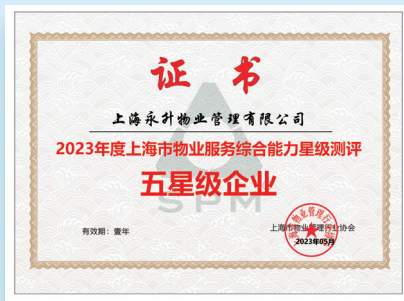 证 书
上海永升物业管理有限公司
2023年度上海市物业服务综合能力星级测评
五星级企业
SPM
有效期：壹年
上海市物业管理行业协会
2023年05月